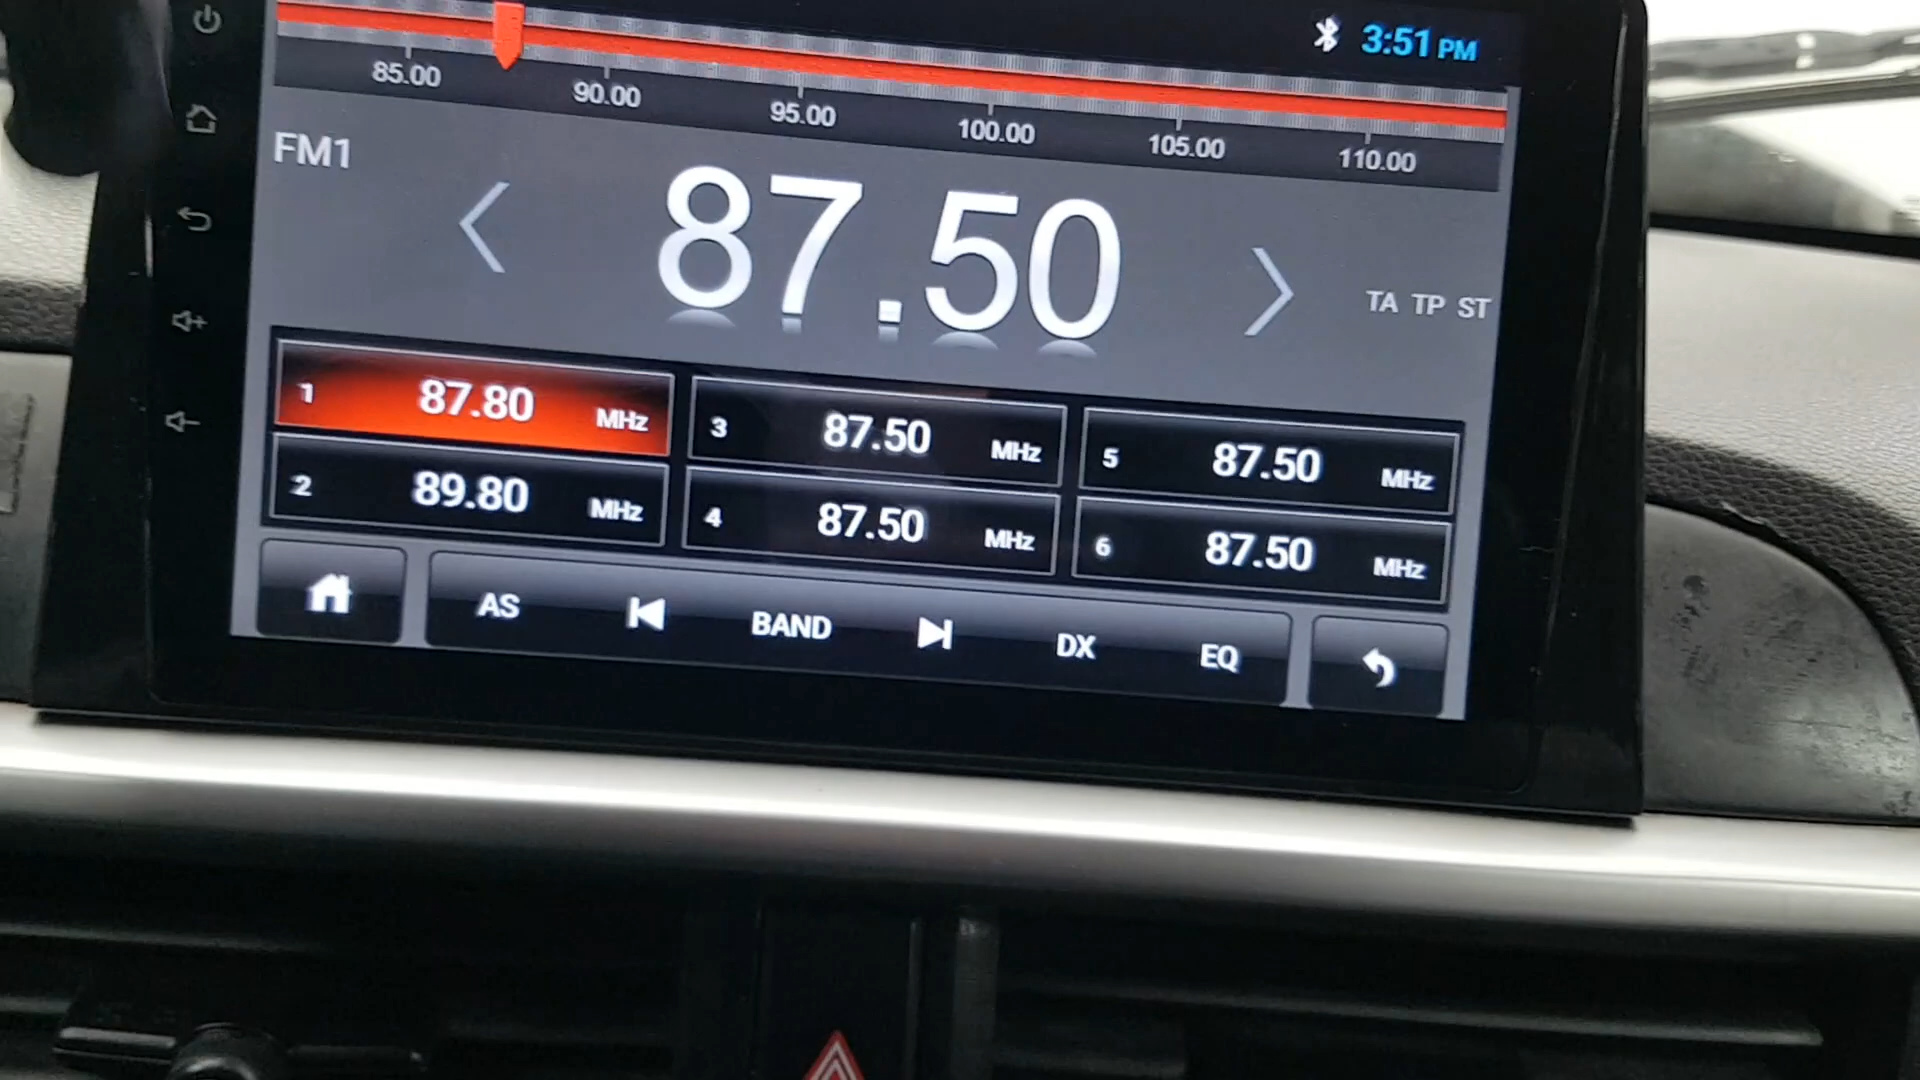 3:51 PM
85.00 90.00 95.00 100.00 105.00 110.00
FM1
87.50
TA TP ST
1 87.80 MHz 3 87.50 MHz 5 87.50 MHz
2 89.80 MHz 4 87.50 MHz 6 87.50 MHz
AS BAND DX EQ